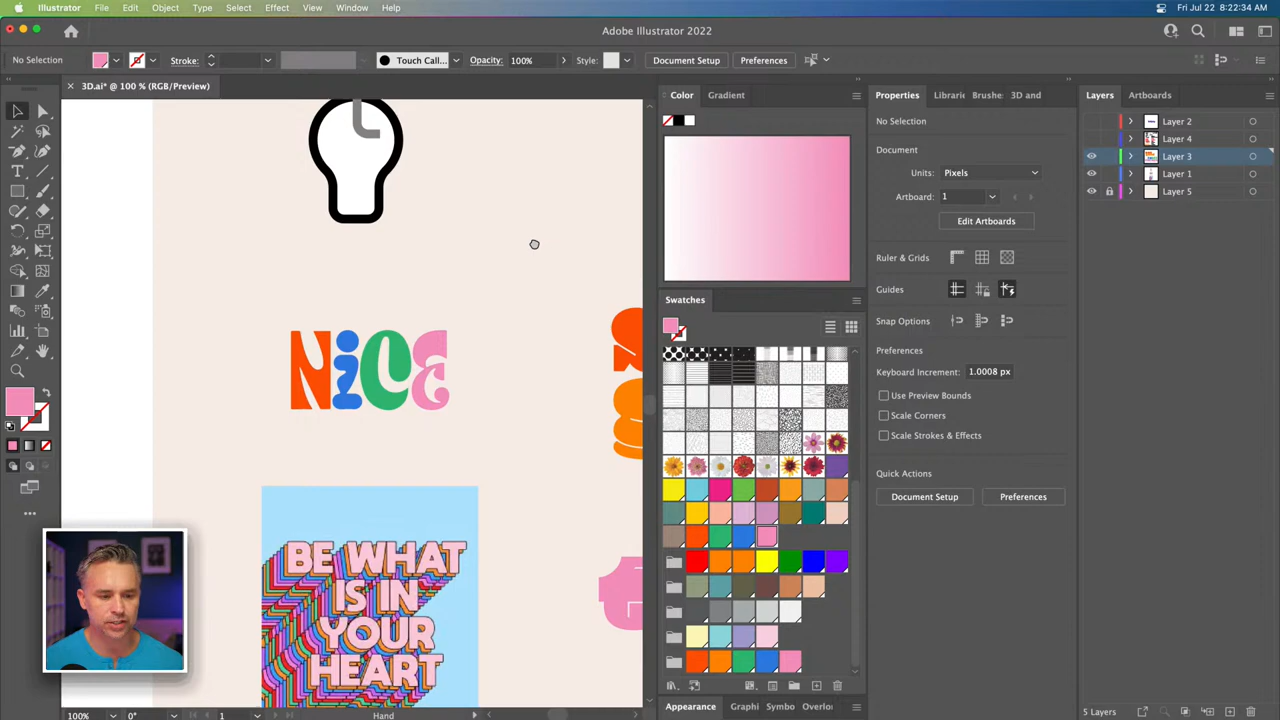 Illustrator File Edit Object Type Select Effect View Window Help Fri Jul 22 8:22:34 AM
Adobe Illustrator 2022
No Selection Stroke: Touch Call... Opacity: 100% Style: Document Setup Preferences
3D.ai* @ 100 % (RGB/Preview)
Color Gradient
Properties Librari Brushe 3D and
Layers Artboards
No Selection
Document
Units: Pixels
Artboard: 1
Edit Artboards
Ruler & Grids
Guides
Snap Options
Preferences
Keyboard Increment: 1.0008 px
Use Preview Bounds
Scale Corners
Scale Strokes & Effects
Quick Actions
Document Setup Preferences
Layer 2
Layer 4
Layer 3
Layer 1
Layer 5
Swatches
T
NiCE
BE WHAT
IS IN
YOUR
HEART
Appearance Graphi Symbo Overlo
100% 0° 1 Hand
5 Layers